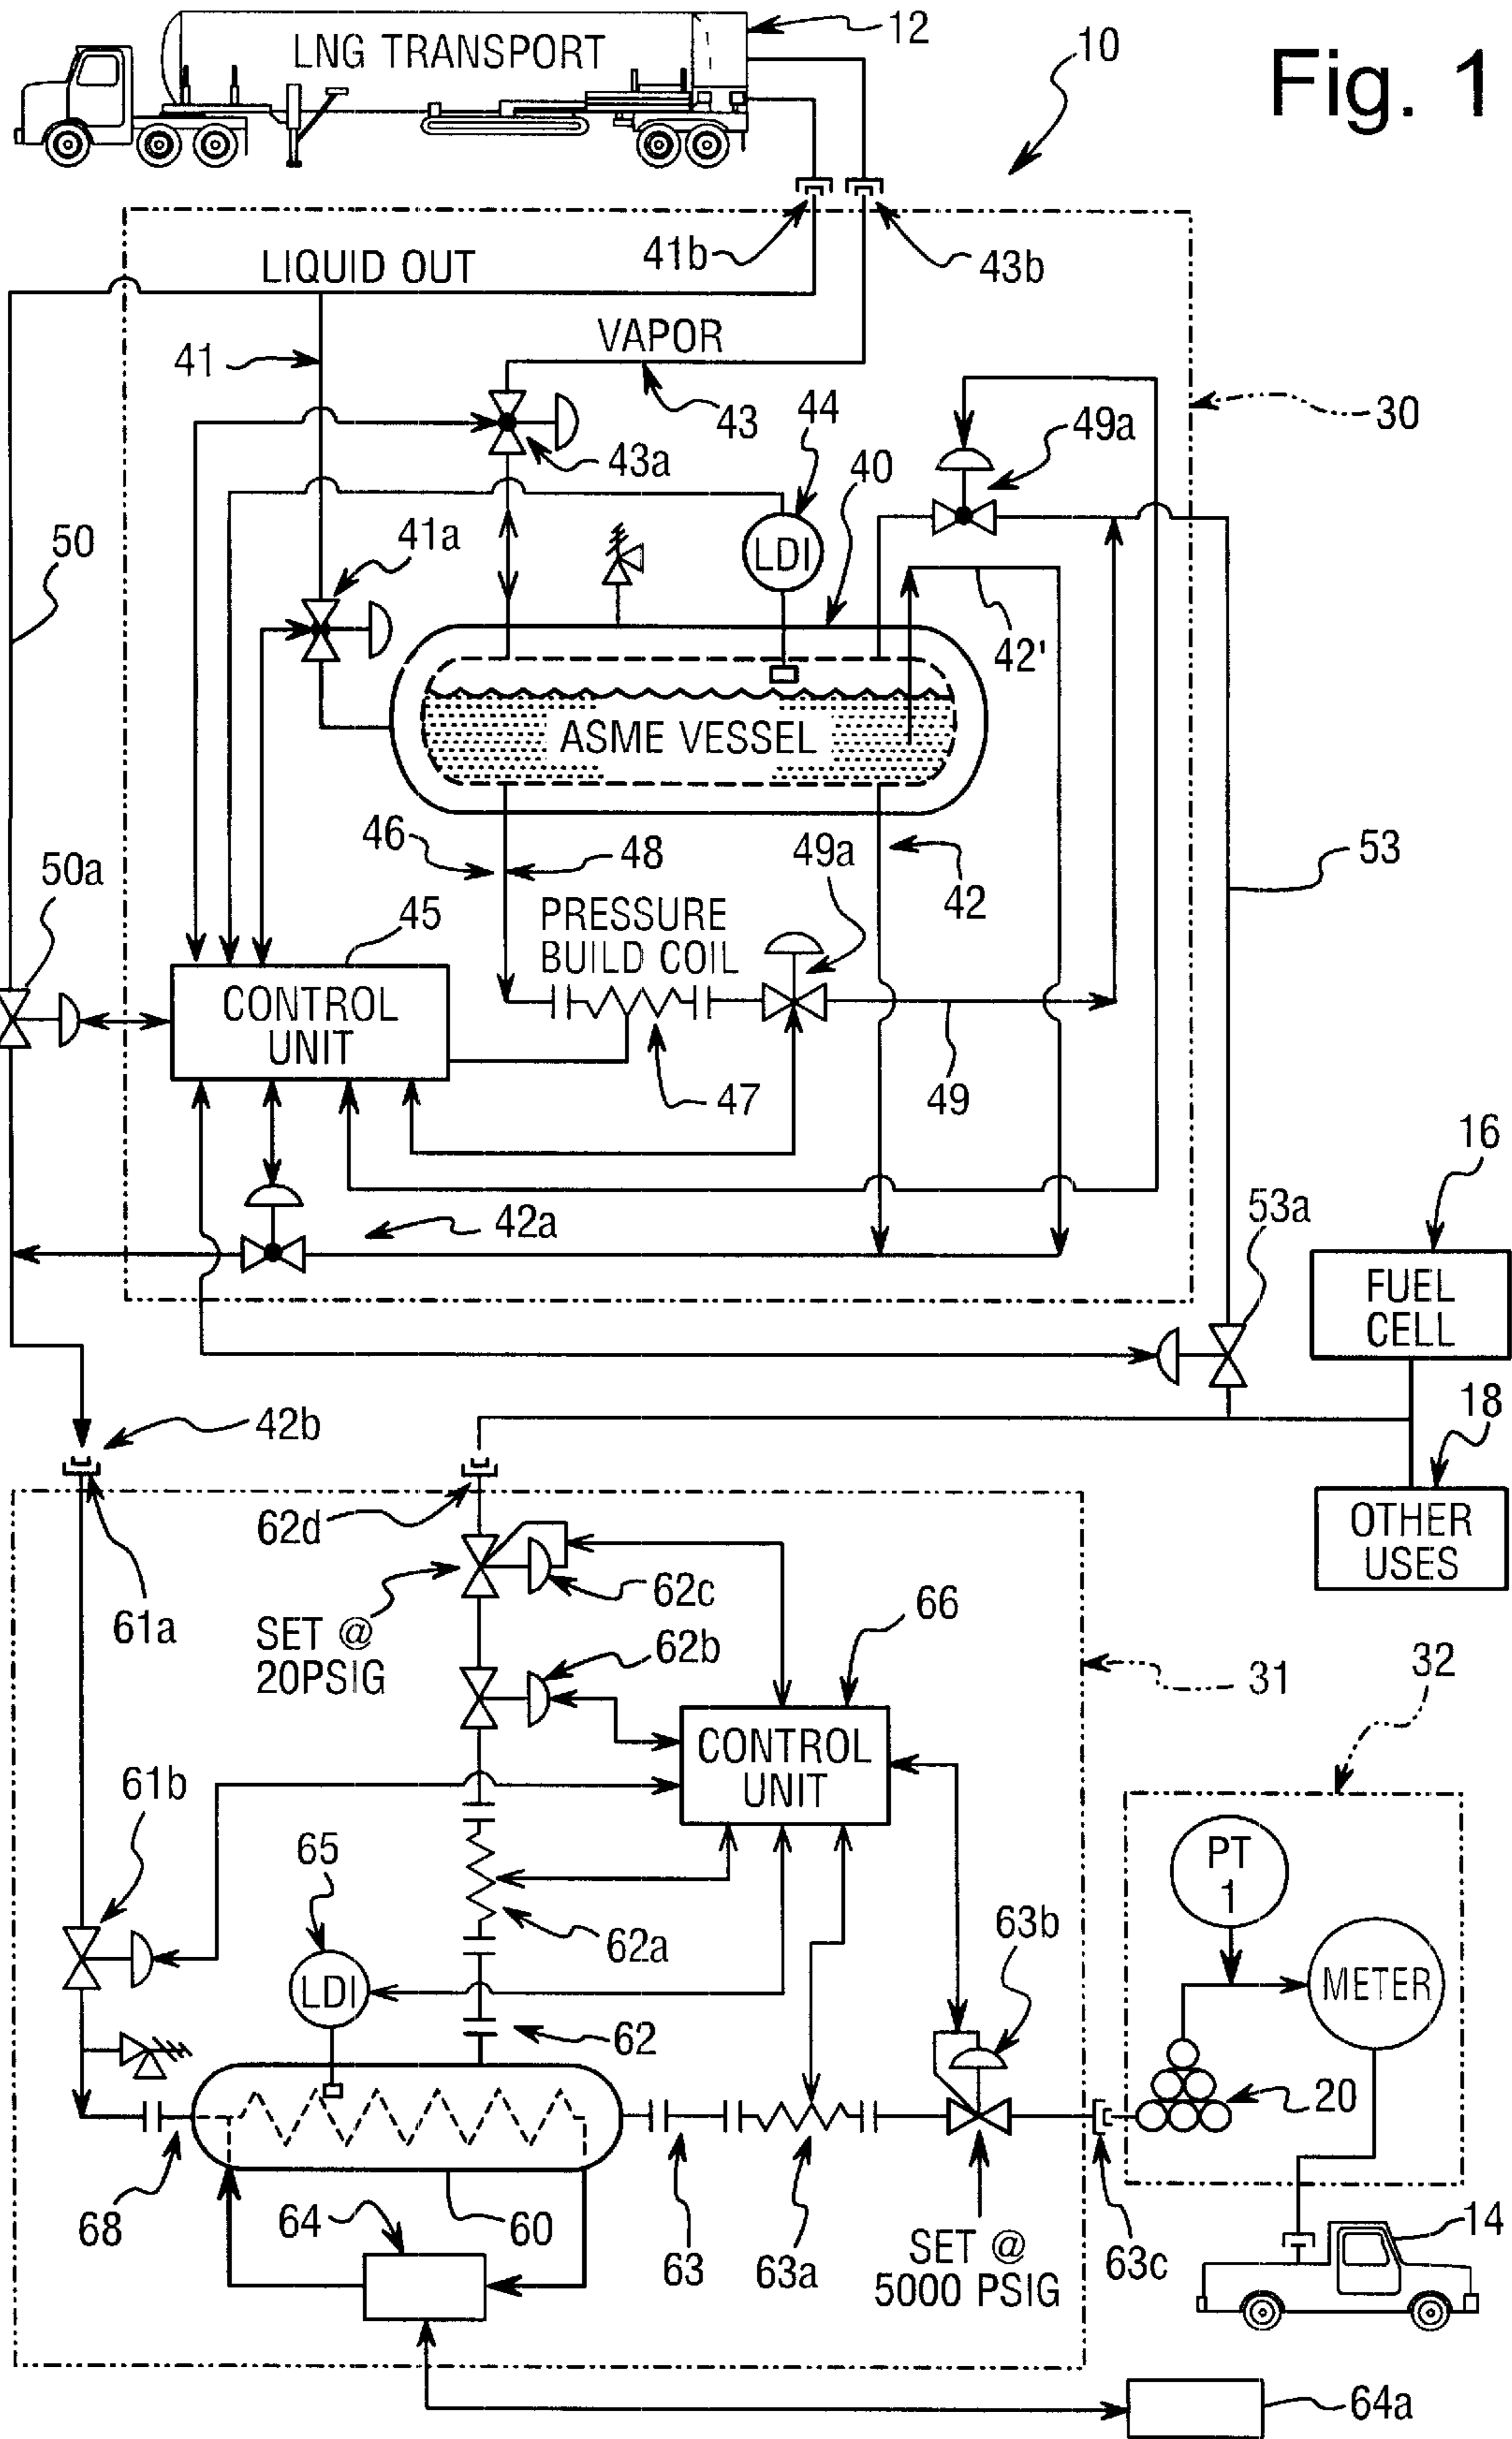 Fig. 1
LNG TRANSPORT
12
10
41b
43b
LIQUID OUT
VAPOR
41
43
44
30
43a
49a
40
50
41a
LDI
42'
ASME VESSEL
46
48
49a
42
53
50a
45
PRESSURE
BUILD COIL
CONTROL
UNIT
47
49
16
42a
53a
FUEL
CELL
42b
18
62d
OTHER
USES
61a
62c
66
SET @
20PSIG
62b
31
32
CONTROL
UNIT
61b
65
PT
1
62a
63b
LDI
METER
62
20
68
64
60
63
63a
SET @
5000 PSIG
63c
14
64a